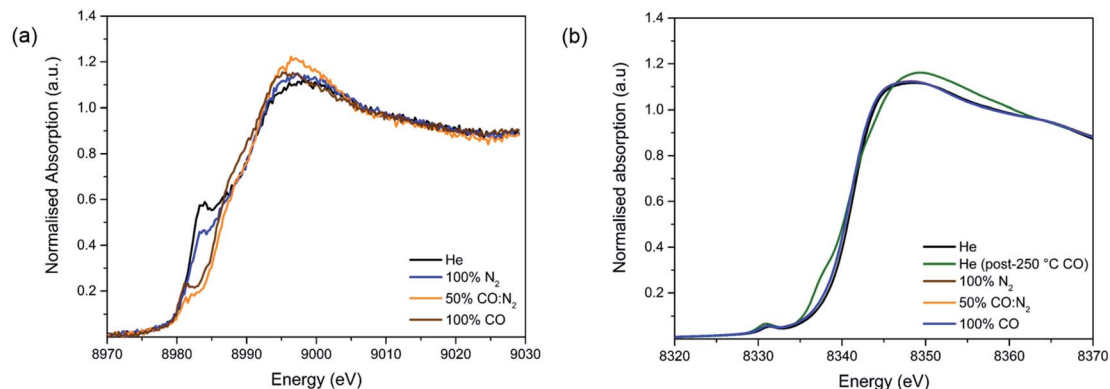 (a)
Normalised Absorption (a.u.)
1.4
1.2
1.0
0.8
0.6
0.4
0.2
He
100% N₂
50% CO:N₂
100% CO
8970 8980 8990 9000 9010 9020 9030
Energy (eV)
(b)
Normalised absorption (a.u)
1.4
1.2
1.0
0.8
0.6
0.4
0.2
He
He (post-250 °C CO)
100% N₂
50% CO:N₂
100% CO
8320 8330 8340 8350 8360 8370
Energy (eV)